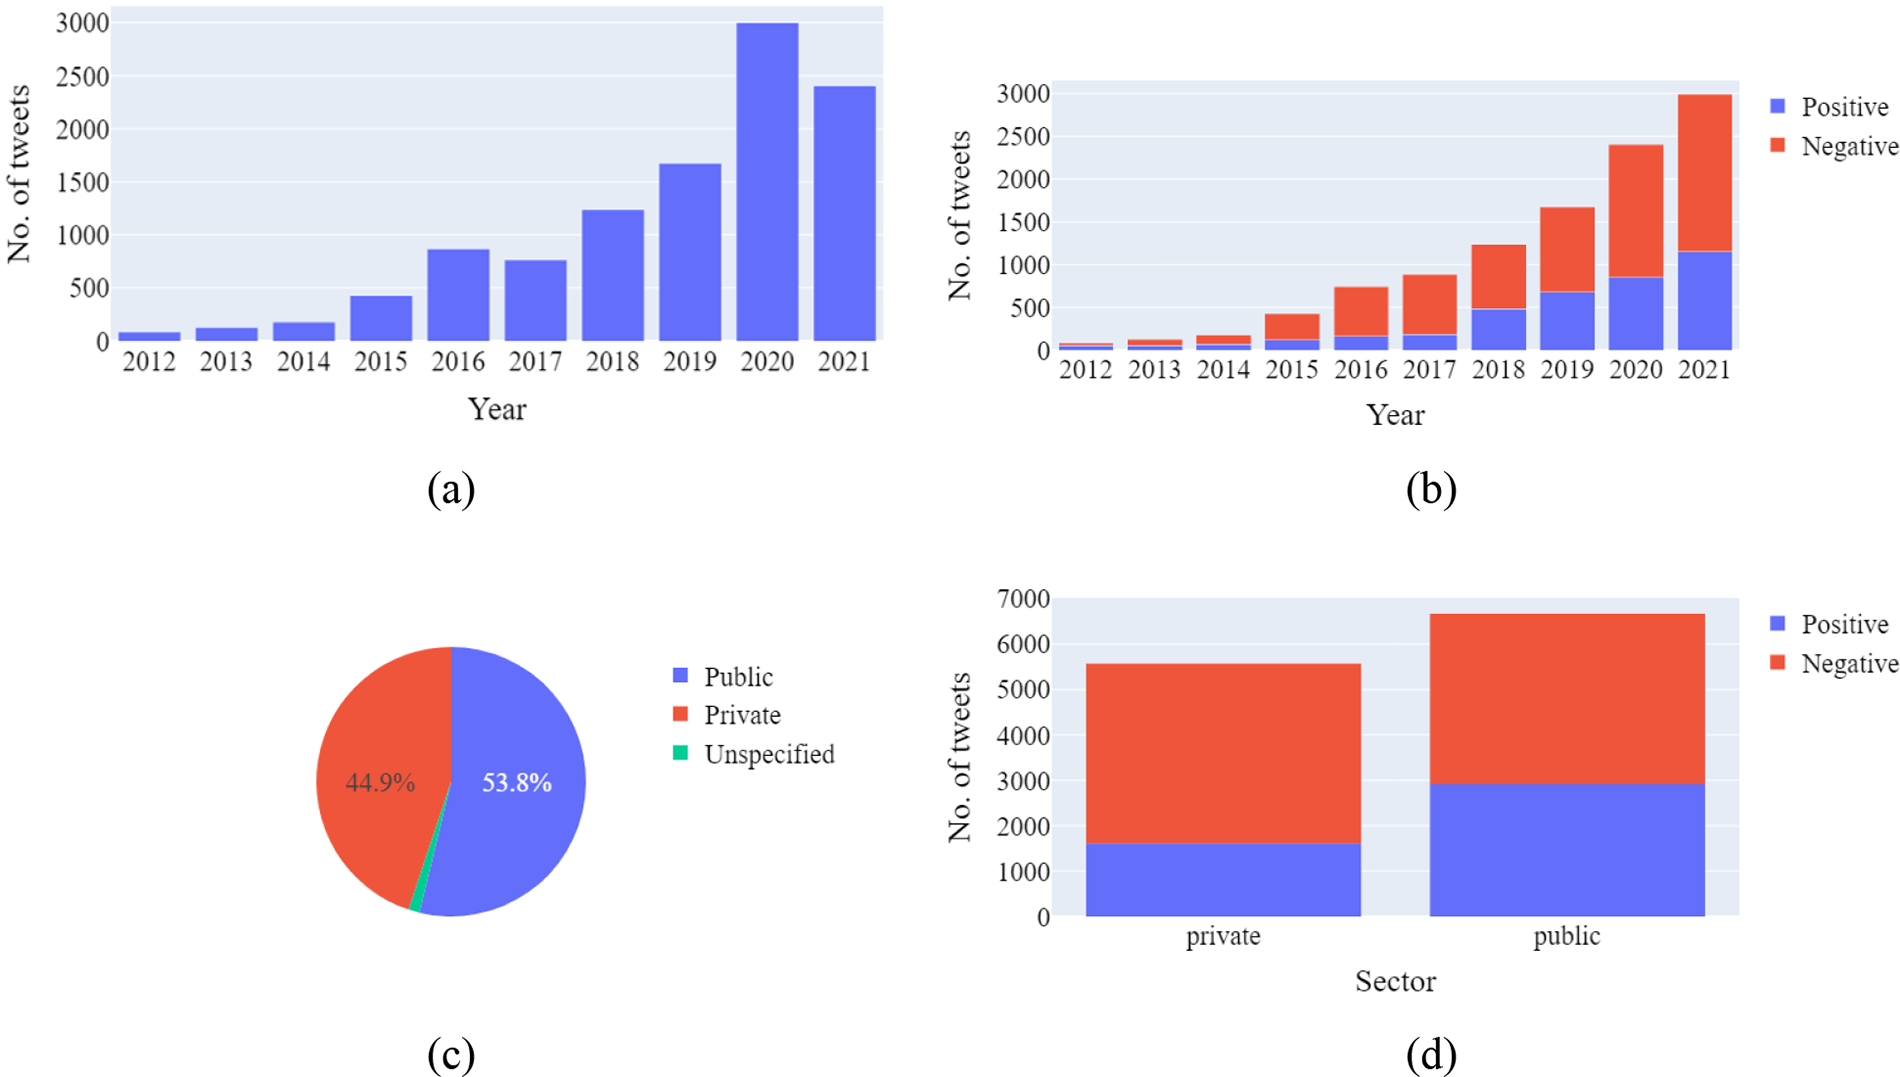 3000
2500
2000
1500
1000
500
0
No. of tweets
2012 2013 2014 2015 2016 2017 2018 2019 2020 2021
Year
(a)
3000
2500
2000
1500
1000
500
0
No. of tweets
2012 2013 2014 2015 2016 2017 2018 2019 2020 2021
Year
Positive
Negative
(b)
44.9%
53.8%
Public
Private
Unspecified
(c)
7000
6000
5000
4000
3000
2000
1000
0
No. of tweets
private public
Sector
Positive
Negative
(d)